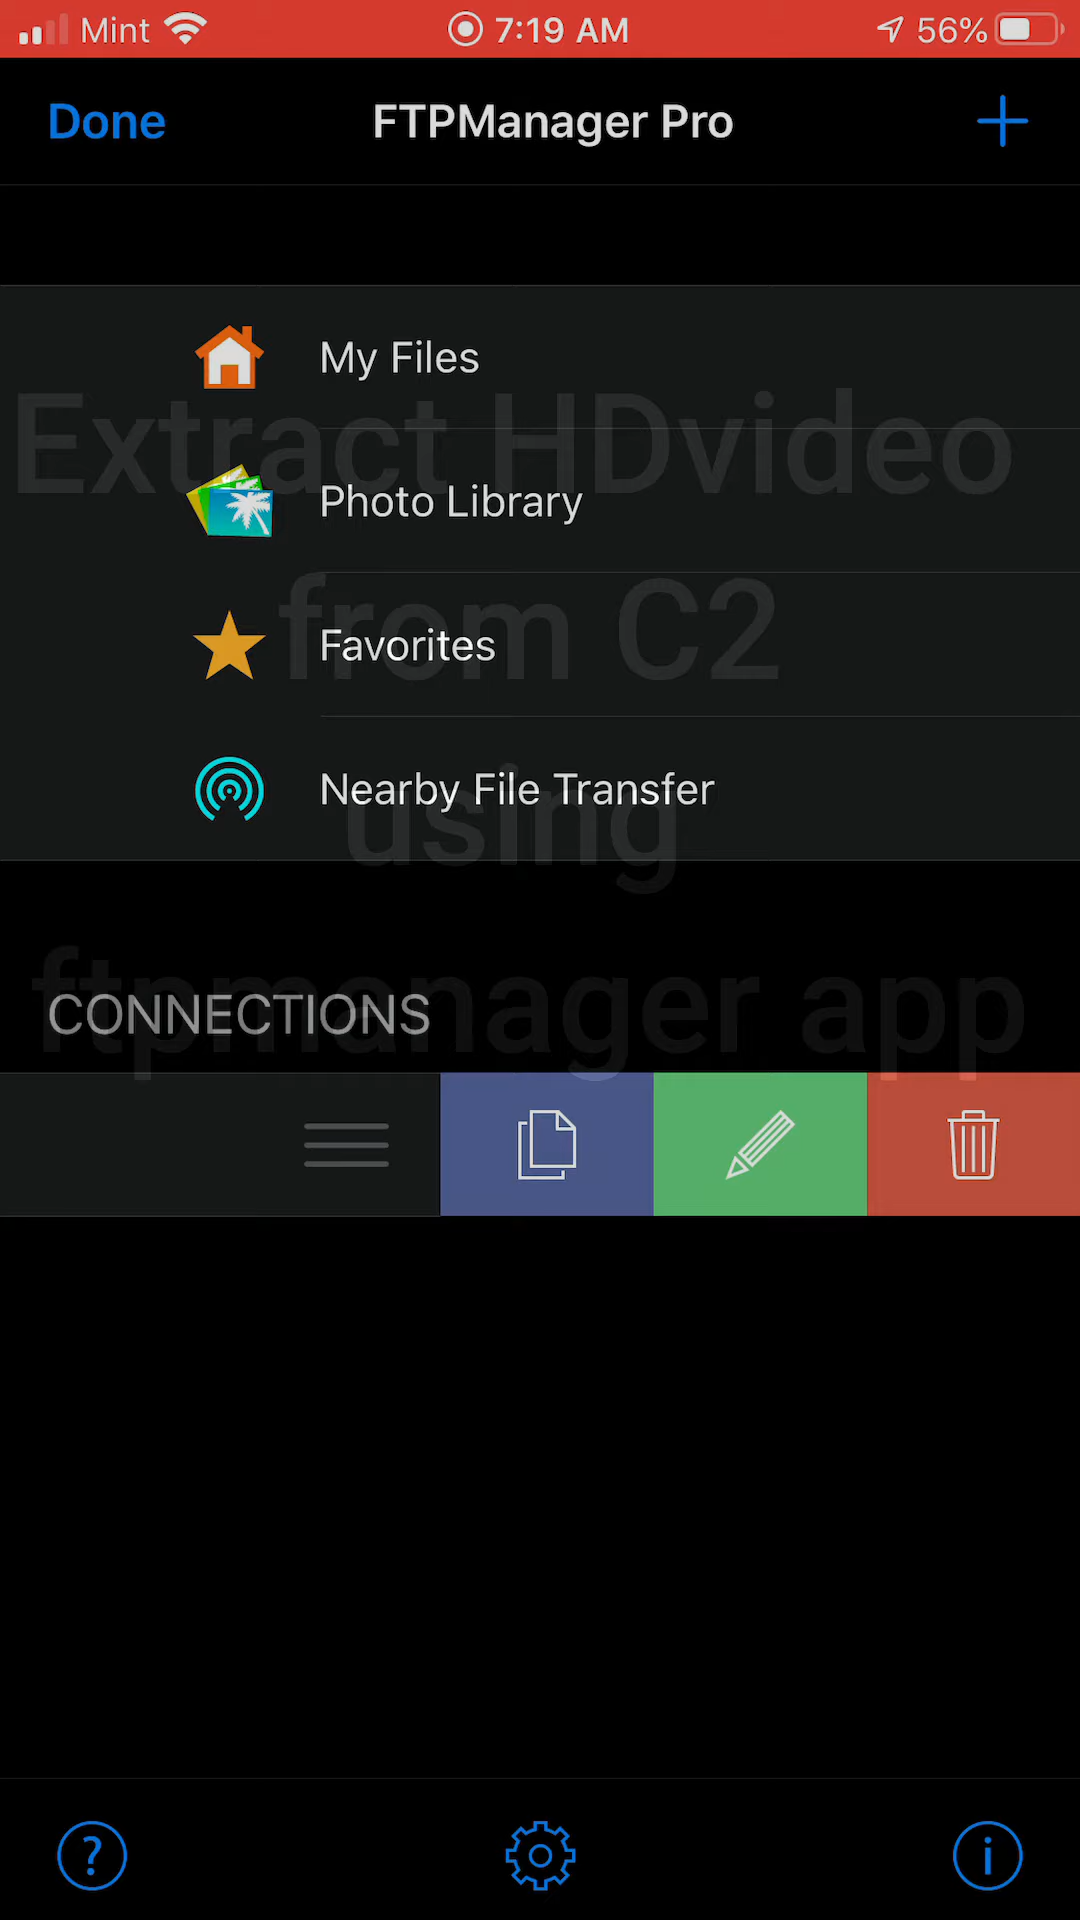 Mint 7:19 AM 56%
Done FTPManager Pro +
My Files
Extract HDvideo
Photo Library
from C2
Favorites
Nearby File Transfer
using
ftpmanager app
CONNECTIONS
? i